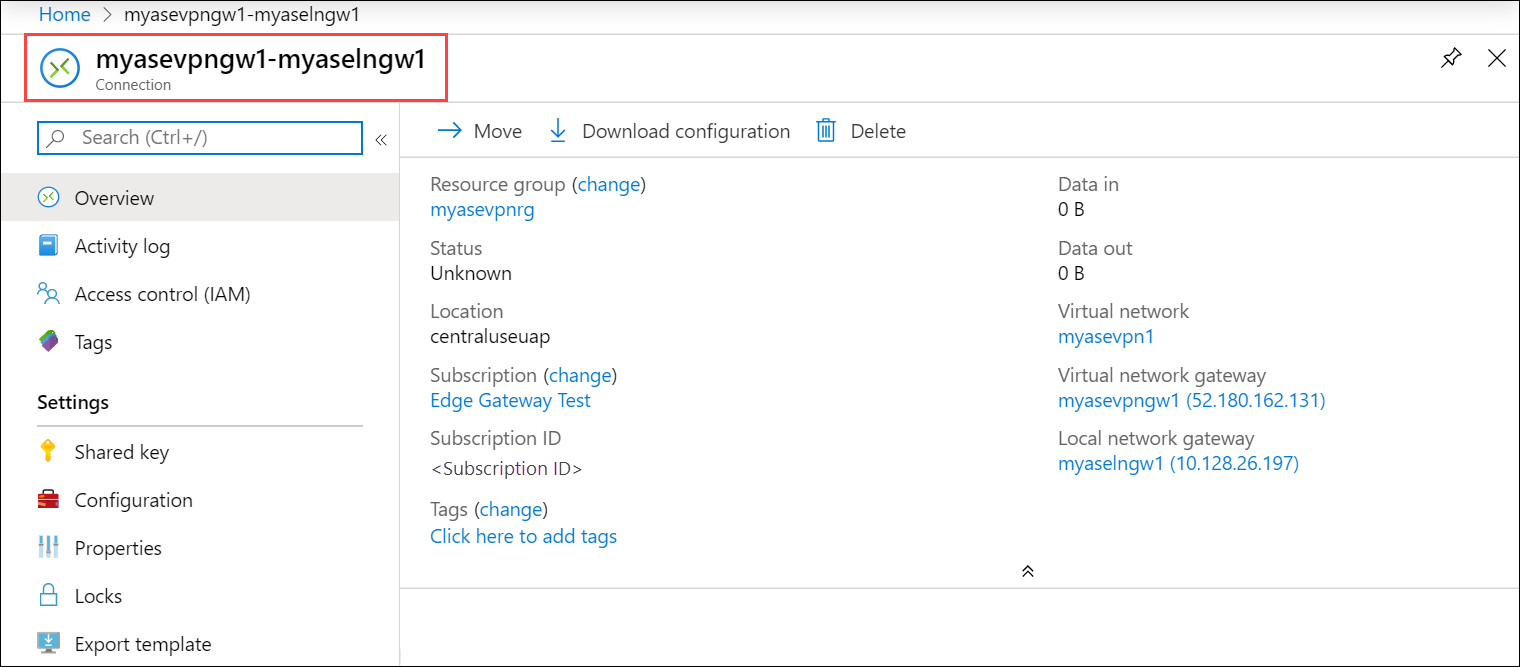 Home > myasevpngw1-myaselngw1
myasevpngw1-myaselngw1
Connection
Search (Ctrl+/)
«
Overview
Activity log
Access control (IAM)
Tags
Settings
Shared key
Configuration
Properties
Locks
Export template
Move Download configuration Delete
Resource group (change)
myasevpnrg
Status
Unknown
Location
centraluseuap
Subscription (change)
Edge Gateway Test
Subscription ID
<Subscription ID>
Tags (change)
Click here to add tags
Data in
0 B
Data out
0 B
Virtual network
myasevpn1
Virtual network gateway
myasevpngw1 (52.180.162.131)
Local network gateway
myaselngw1 (10.128.26.197)